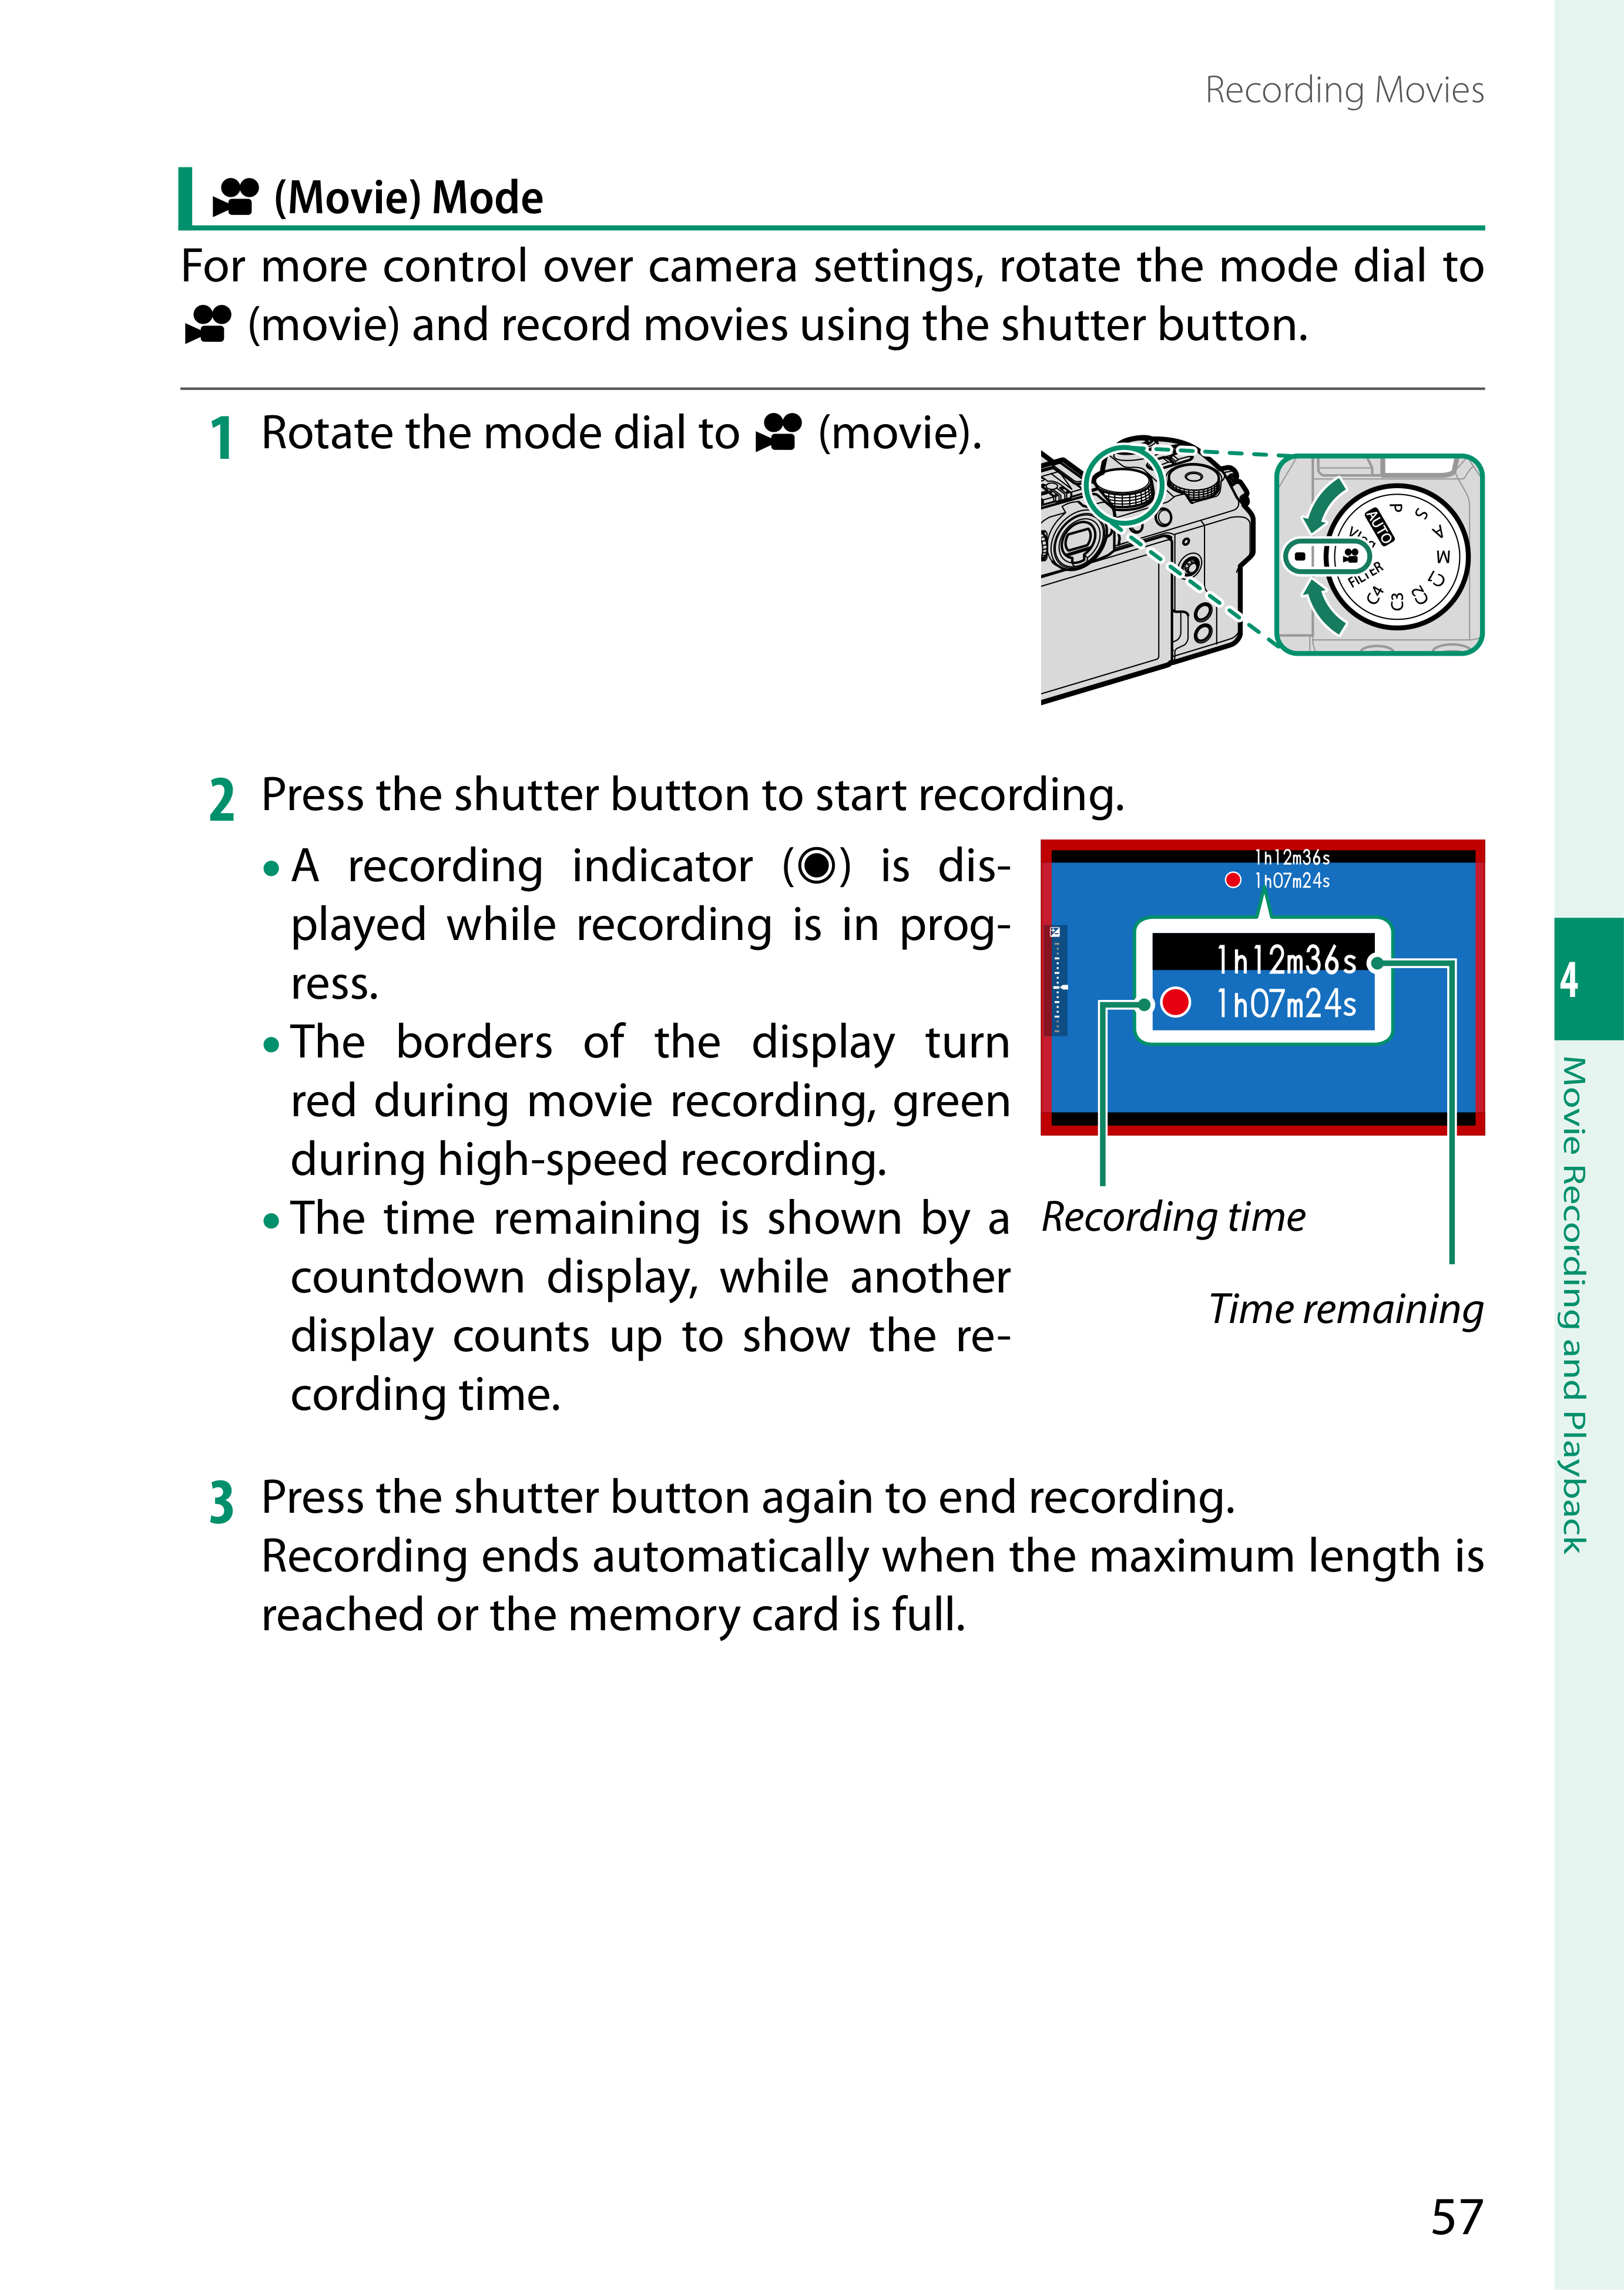 Recording Movies
(Movie) Mode
For more control over camera settings, rotate the mode dial to
(movie) and record movies using the shutter button.
1 Rotate the mode dial to (movie).
P
S
A
M
C1
C2
C3
C4
FILTER
AUTO
2 Press the shutter button to start recording.
• A recording indicator (◉) is dis-
played while recording is in prog-
ress.
• The borders of the display turn
red during movie recording, green
during high-speed recording.
• The time remaining is shown by a
countdown display, while another
display counts up to show the re-
cording time.
1h12m36s
1h07m24s
1h12m36s
1h07m24s
Recording time
Time remaining
3 Press the shutter button again to end recording.
Recording ends automatically when the maximum length is
reached or the memory card is full.
4
Movie Recording and Playback
57